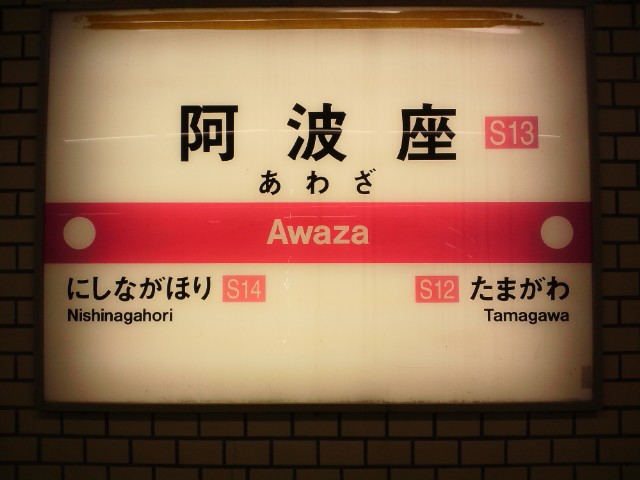 阿波座 S13
あわざ
Awaza
にしながほり S14 S12 たまがわ
Nishinagahori Tamagawa